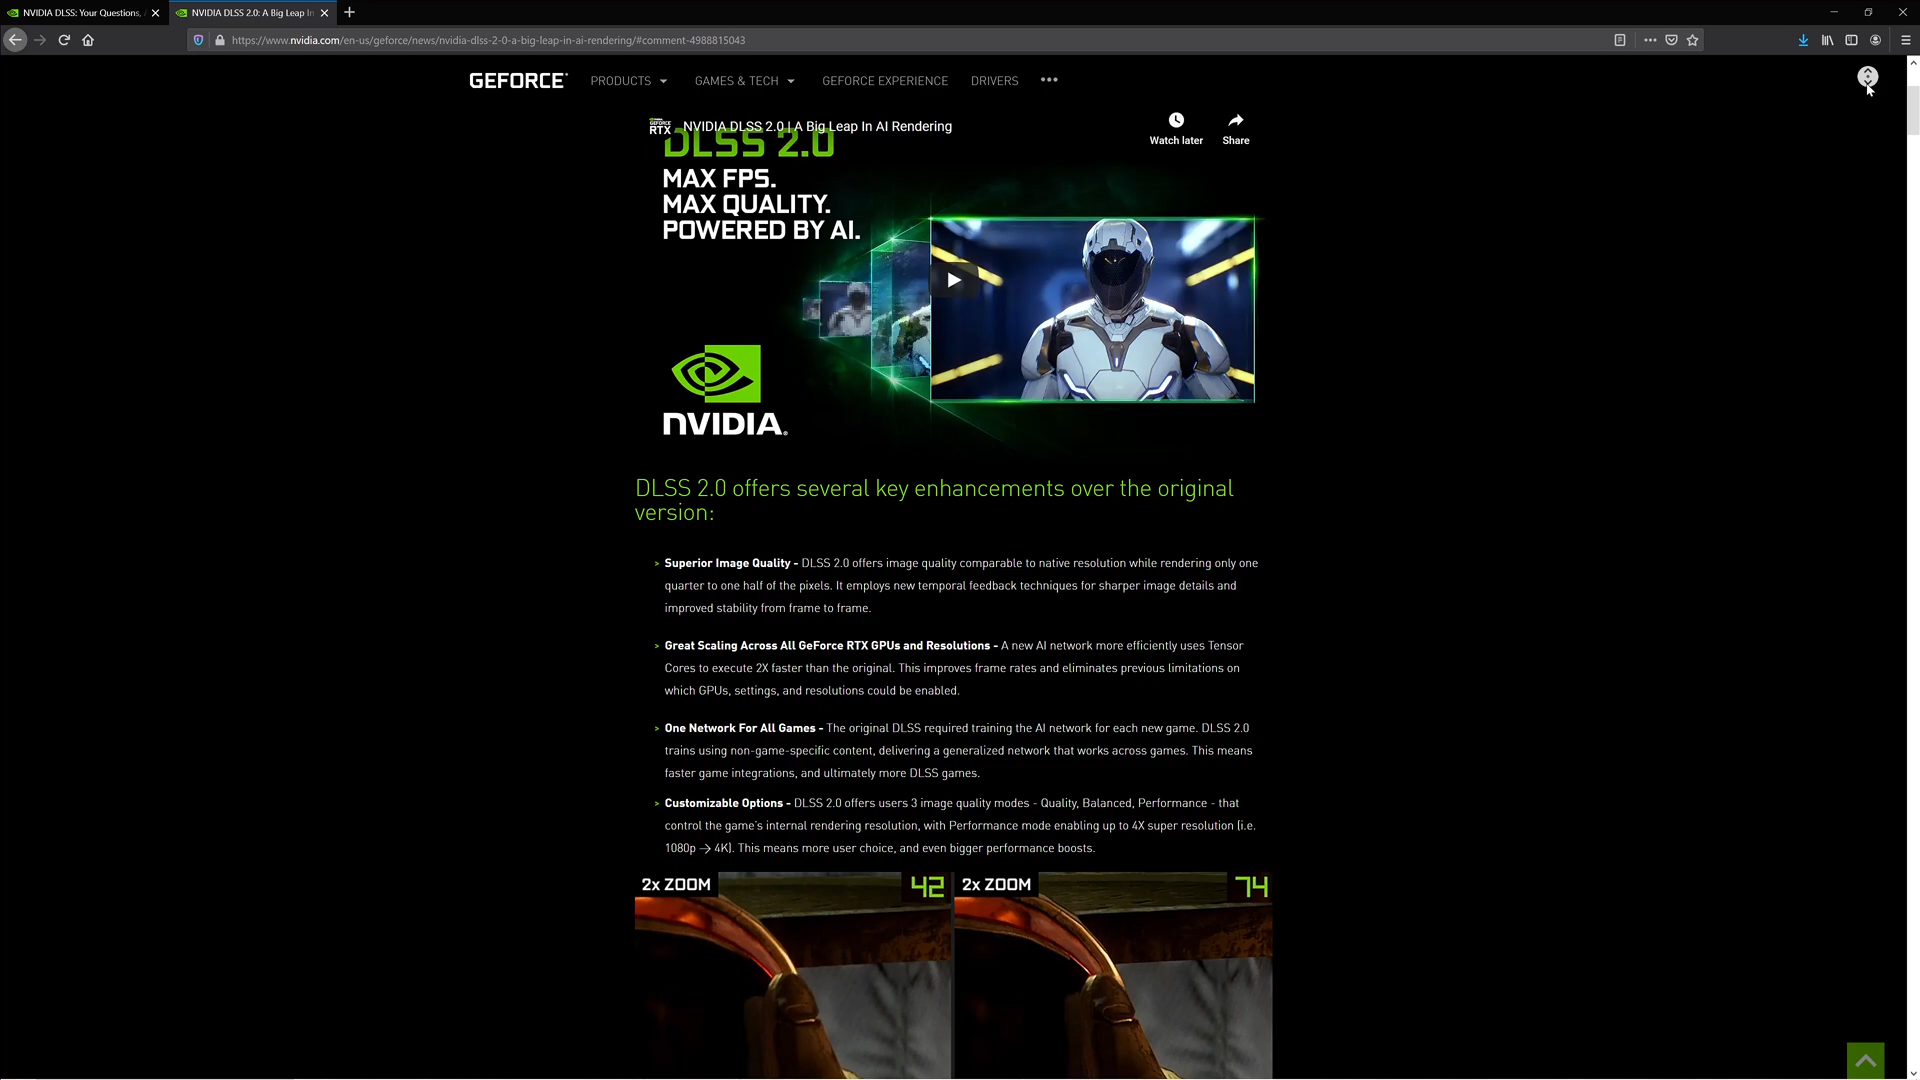 NVIDIA DLSS: Your Questions,
NVIDIA DLSS 2.0: A Big Leap In
https://www.nvidia.com/en-us/geforce/news/nvidia-dlss-2-0-a-big-leap-in-ai-rendering/#comment-4988815043
GEFORCE PRODUCTS GAMES & TECH GEFORCE EXPERIENCE DRIVERS
GEFORCE
RTX
NVIDIA DLSS 2.0 | A Big Leap In AI Rendering
Watch later
Share
DLSS 2.0
MAX FPS.
MAX QUALITY.
POWERED BY AI.
NVIDIA.
DLSS 2.0 offers several key enhancements over the original
version:
> Superior Image Quality - DLSS 2.0 offers image quality comparable to native resolution while rendering only one
quarter to one half of the pixels. It employs new temporal feedback techniques for sharper image details and
improved stability from frame to frame.
> Great Scaling Across All GeForce RTX GPUs and Resolutions - A new AI network more efficiently uses Tensor
Cores to execute 2X faster than the original. This improves frame rates and eliminates previous limitations on
which GPUs, settings, and resolutions could be enabled.
> One Network For All Games - The original DLSS required training the AI network for each new game. DLSS 2.0
trains using non-game-specific content, delivering a generalized network that works across games. This means
faster game integrations, and ultimately more DLSS games.
> Customizable Options - DLSS 2.0 offers users 3 image quality modes - Quality, Balanced, Performance - that
control the game's internal rendering resolution, with Performance mode enabling up to 4X super resolution (i.e.
1080p → 4K). This means more user choice, and even bigger performance boosts.
2x ZOOM 42 2x ZOOM 74